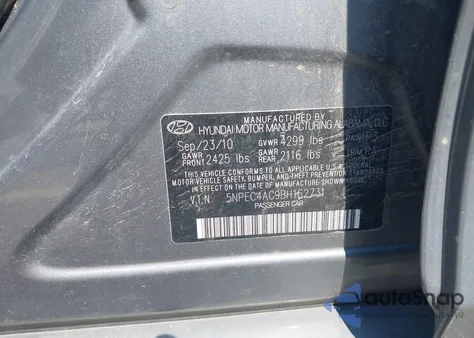 MANUFACTURED BY
HYUNDAI MOTOR MANUFACTURING ALABAMA, LLC
Sep/23/10 GVWR 4299 lbs
GAWR FRONT 2425 lbs GAWR REAR 2116 lbs
THIS VEHICLE CONFORMS TO ALL APPLICABLE U.S. FEDERAL
MOTOR VEHICLE SAFETY, BUMPER, AND THEFT PREVENTION
STANDARDS IN EFFECT ON THE DATE OF MANUFACTURE SHOWN ABOVE.
V.I.N 5NPEC4AC9BH162731
PASSENGER CAR
autoSnap